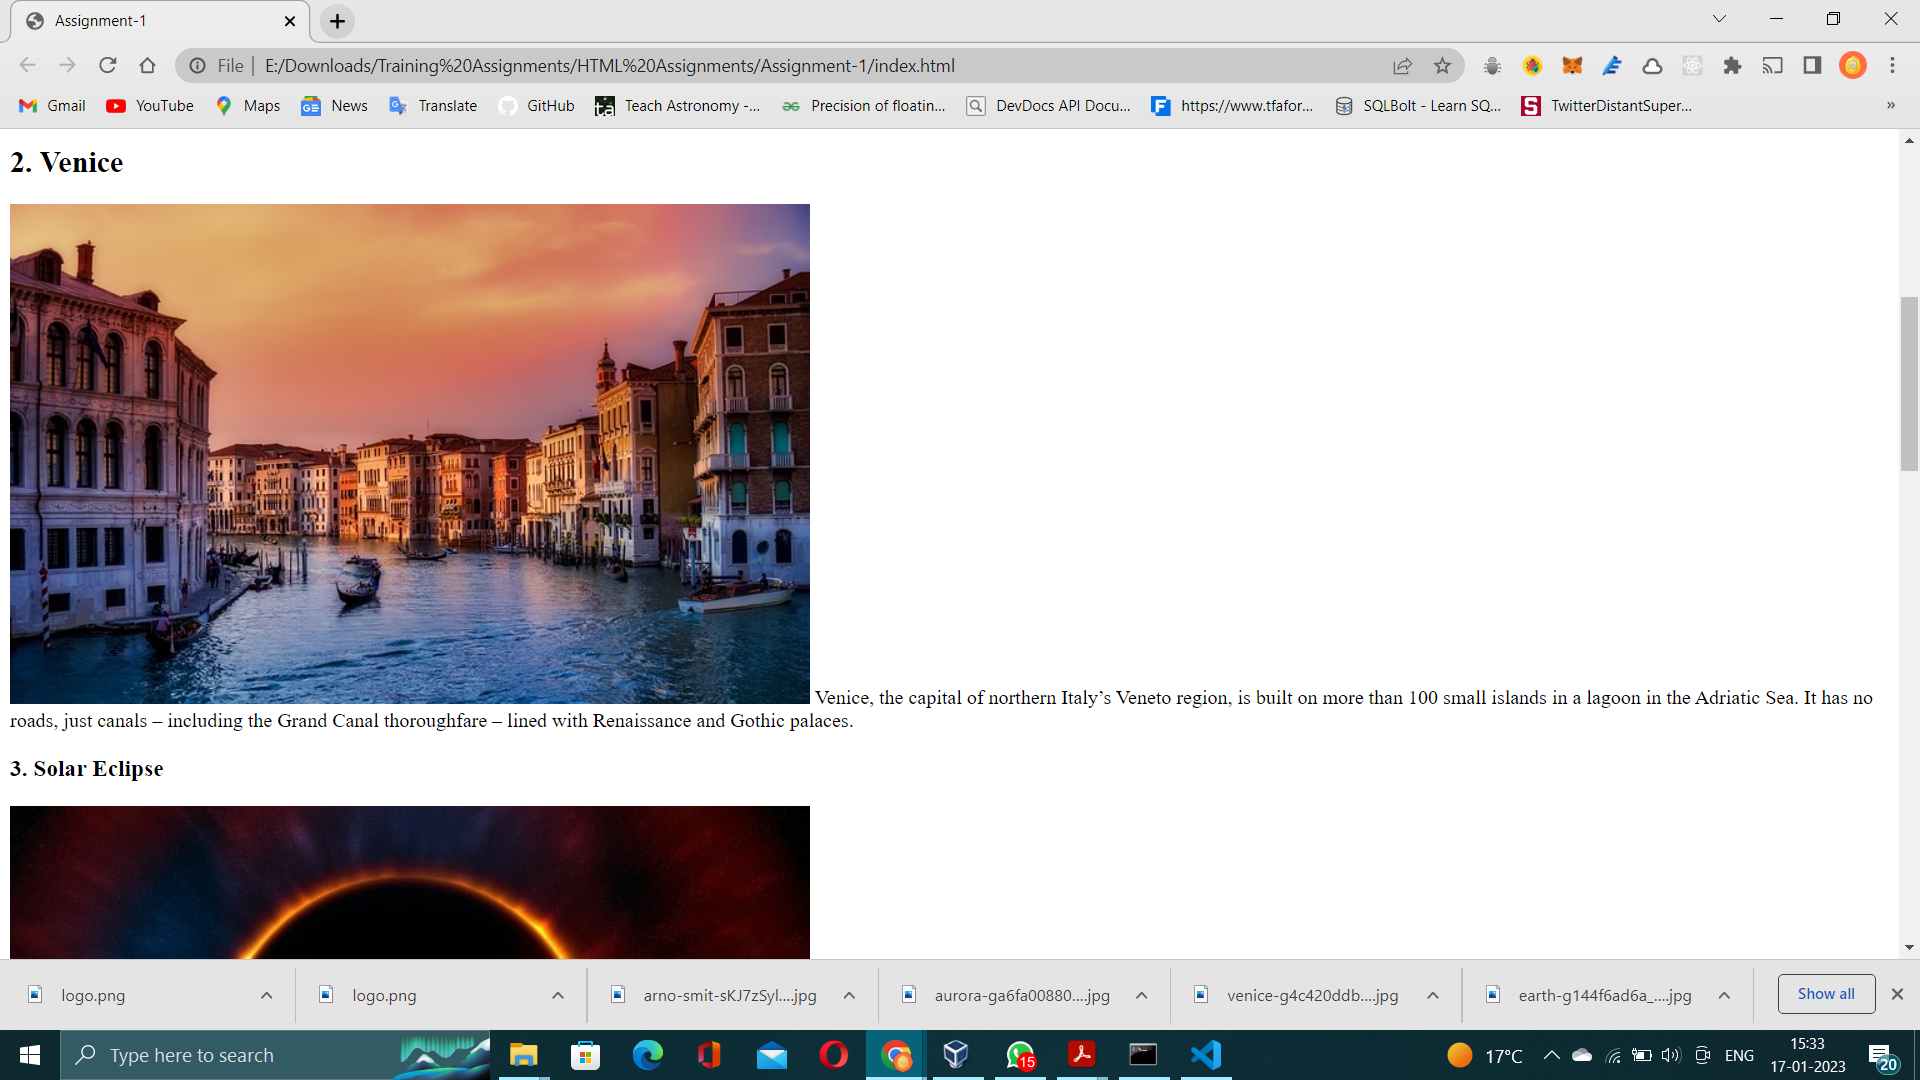 Assignment-1
File | E:/Downloads/Training%20Assignments/HTML%20Assignments/Assignment-1/index.html
Gmail YouTube Maps News Translate GitHub Teach Astronomy -... Precision of floatin... DevDocs API Docu... https://www.tfafor... SQLBolt - Learn SQ... TwitterDistantSuper... »
2. Venice
Venice, the capital of northern Italy’s Veneto region, is built on more than 100 small islands in a lagoon in the Adriatic Sea. It has no
roads, just canals – including the Grand Canal thoroughfare – lined with Renaissance and Gothic palaces.
3. Solar Eclipse
logo.png logo.png arno-smit-sKJ7zSyl....jpg aurora-ga6fa00880....jpg venice-g4c420ddb....jpg earth-g144f6ad6a_....jpg Show all
Type here to search 15 17°C ENG 15:33
17-01-2023 20